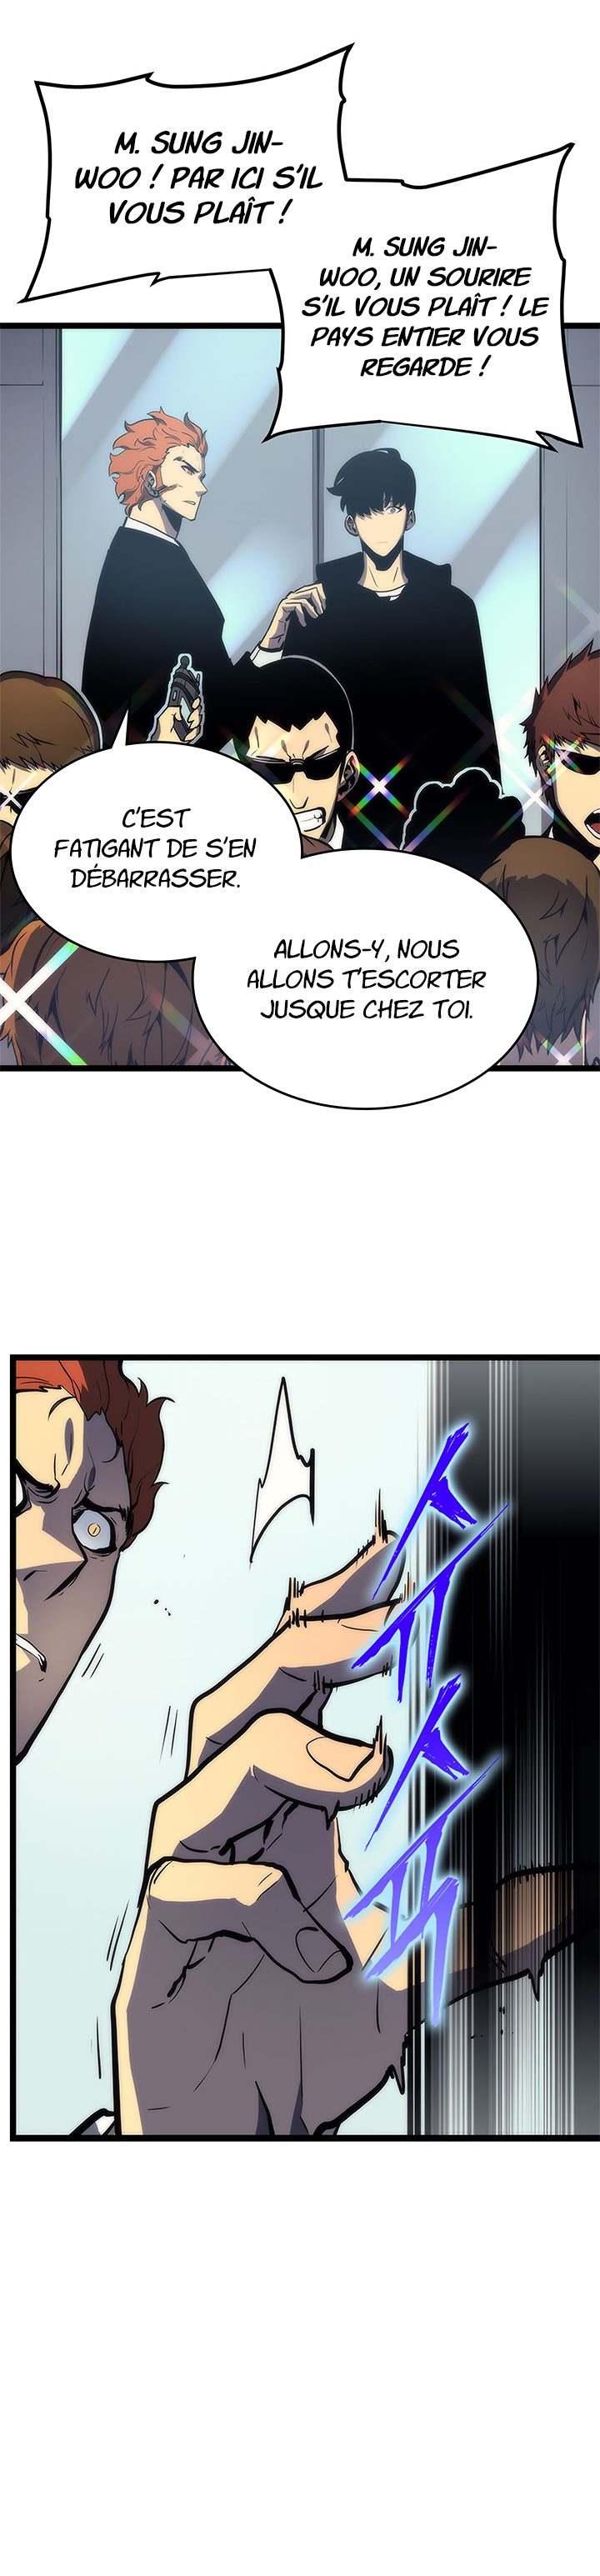 M. SUNG JIN-
WOO ! PAR ICI S'IL
VOUS PLAÎT !
M. SUNG JIN-
WOO, UN SOURIRE
S'IL VOUS PLAÎT ! LE
PAYS ENTIER VOUS
REGARDE !
C'EST
FATIGANT DE S'EN
DÉBARRASSER.
ALLONS-Y, NOUS
ALLONS T'ESCORTER
JUSQUE CHEZ TOI.